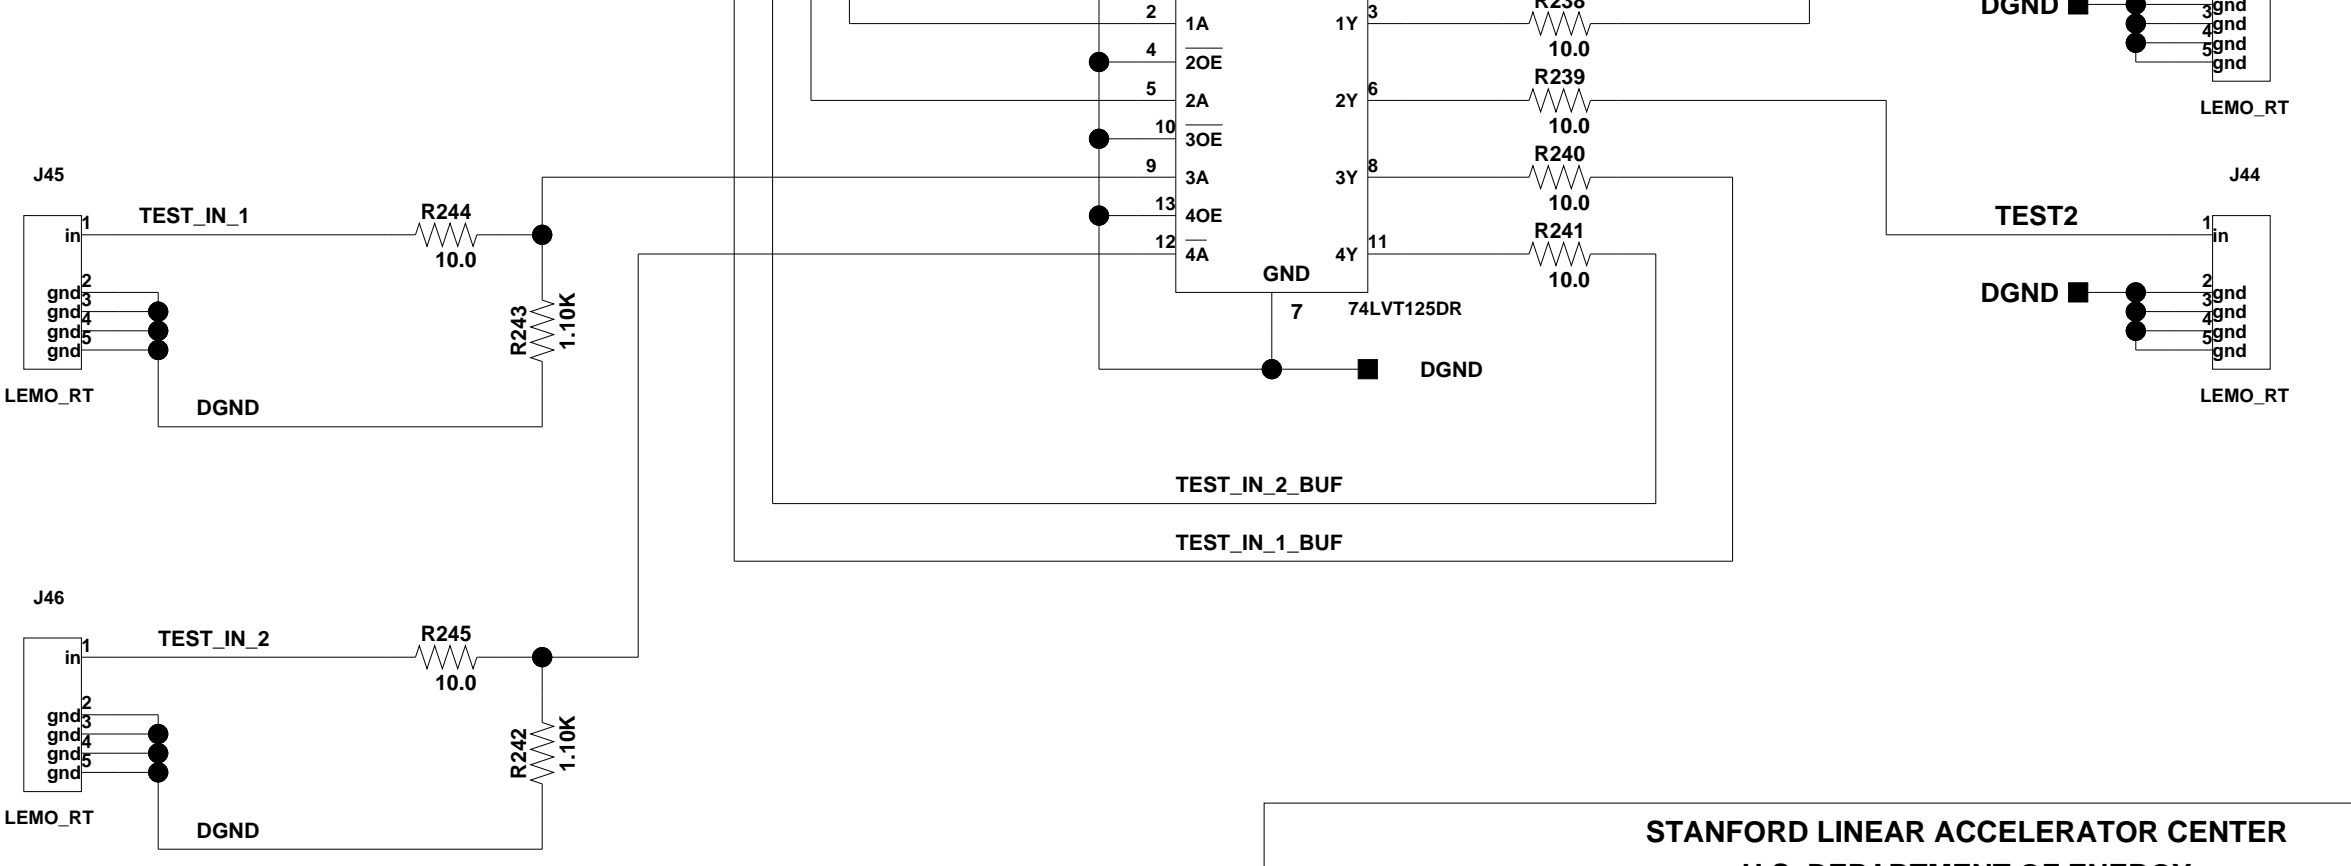 2
1A
4
2OE
5
2A
10
3OE
9
3A
13
4OE
12
4A
1Y
3
R238
10.0
2Y
6
R239
10.0
3Y
8
R240
10.0
4Y
11
R241
10.0
GND
7
74LVT125DR
DGND
DGND
gnd
3
gnd
4
gnd
5
gnd
LEMO_RT
J44
TEST2
1
in
DGND
2
gnd
3
gnd
4
gnd
5
gnd
LEMO_RT
J45
TEST_IN_1
1
in
R244
10.0
2
gnd
3
gnd
4
gnd
5
gnd
R243
1.10K
LEMO_RT
DGND
TEST_IN_2_BUF
TEST_IN_1_BUF
J46
TEST_IN_2
1
in
R245
10.0
2
gnd
3
gnd
4
gnd
5
gnd
R242
1.10K
LEMO_RT
DGND
STANFORD LINEAR ACCELERATOR CENTER
U.S. DEPARTMENT OF ENERGY